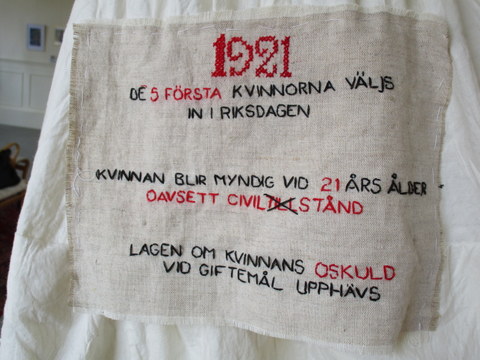 1921
DE 5 FÖRSTA KVINNORNA VÄLJS
IN I RIKSDAGEN
KVINNAN BLIR MYNDIG VID 21 ÅRS ÅLDER
OAVSETT CIVILTILLSTÅND
LAGEN OM KVINNANS OSKULD
VID GIFTEMÅL UPPHÄVS